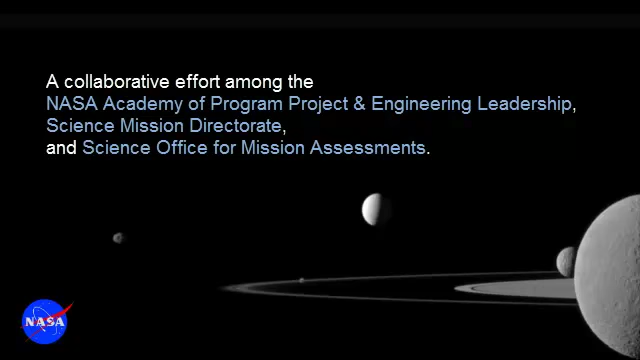 A collaborative effort among the
NASA Academy of Program Project & Engineering Leadership,
Science Mission Directorate,
and Science Office for Mission Assessments.
NASA